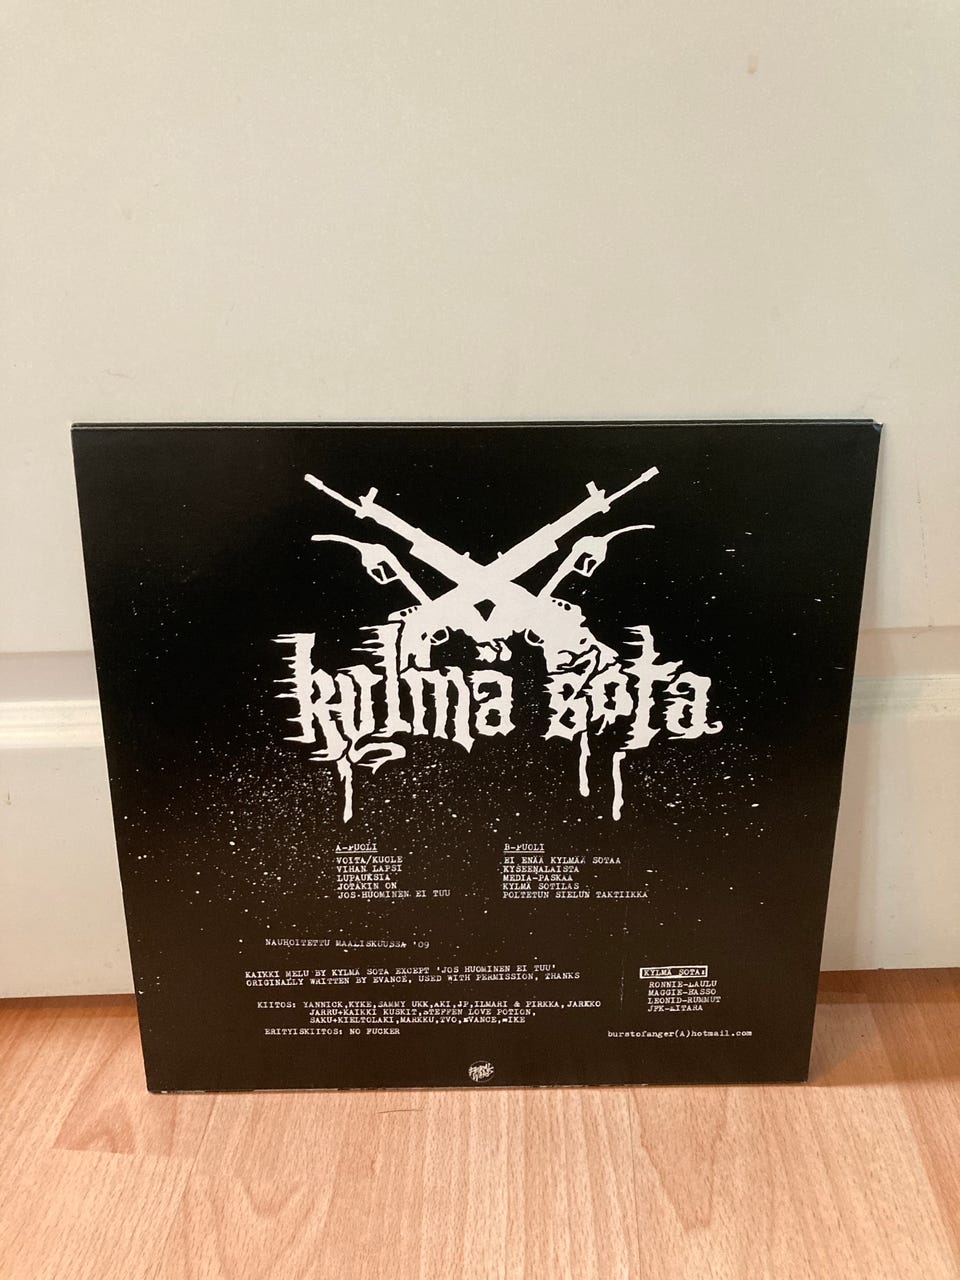 kylmä sota
A-PUOLI
VOITA/KUOLE
VIHAN LAPSI
LUPAUKSIA
JOTAKIN ON
JOS HUOMINEN EI TUU
B-PUOLI
EI ENÄÄ KYLMÄÄ SOTAA
KYSEENALAISTA
MEDIA-PASKAA
KYLMÄ SOTILAS
POLTETUN SIELUN TAKTIIKKA
NAUHOITETTU MAALISKUUSSA '09
KAIKKI MELU BY KYLMÄ SOTA EXCEPT 'JOS HUOMINEN EI TUU'
ORIGINALLY WRITTEN BY EVANCE, USED WITH PERMISSION, THANKS
KIITOS: YANNICK,KYKE,SAMMY UKK,AKI,JP,ILMARI & PIRKKA,JARKKO
JARRU+KAIKKI KUSKIT,STEFFEN LOVE POTION,
SAKU+KIELTOLAKI,MARKKU,TVO,EVANCE,MIKE
ERITYISKIITOS: NO FUCKER
KYLMÄ SOTA:
RONNIE-LAULU
MAGGIE-BASSO
LEONID-RUMMUT
JPK-KITARA
burstofanger(A)hotmail.com